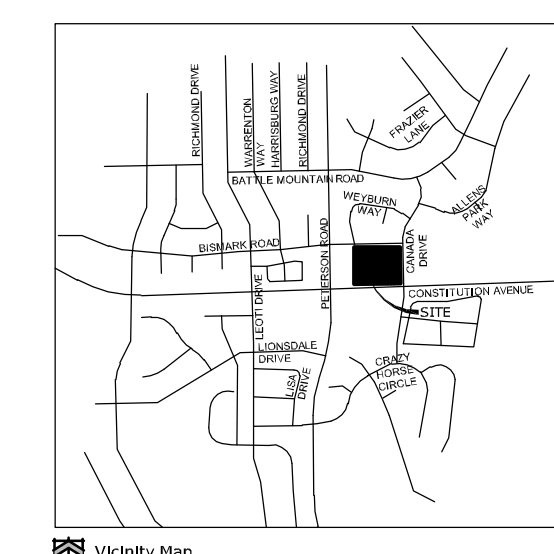 RICHMOND DRIVE
WARRENTON
WAY
HARRISBURG WAY
RICHMOND DRIVE
FRAZIER
LANE
BATTLE MOUNTAIN ROAD
WEYBURN
WAY
ALLENS
PARK
WAY
BISMARK ROAD
PETERSON ROAD
CANADA
DRIVE
LEOTI DRIVE
CONSTITUTION AVENUE
SITE
LIONSDALE
DRIVE
LISA
DRIVE
CRAZY
HORSE
CIRCLE
Vicinity Map